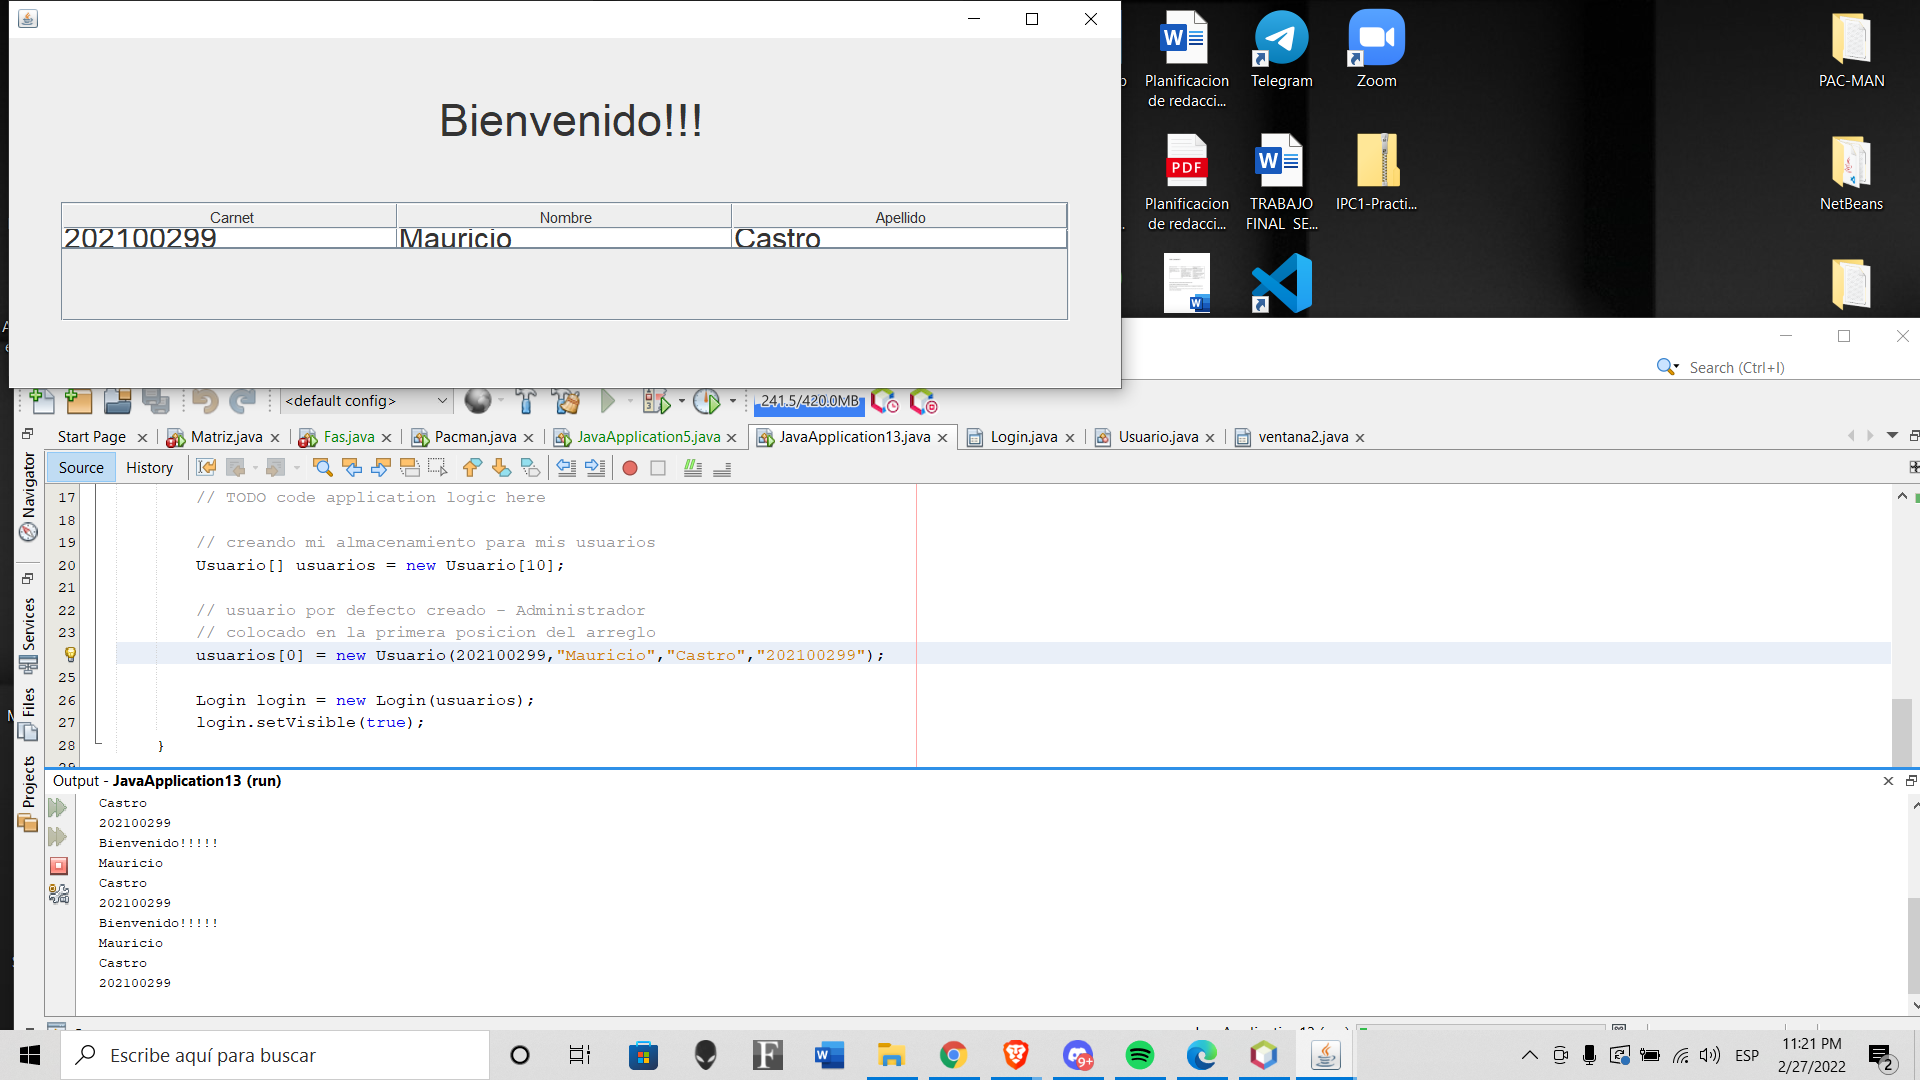 Bienvenido!!!
Carnet Nombre Apellido
202100299 Mauricio Castro
Planificacion
de redacci...
Telegram
Zoom
PAC-MAN
PDF
Planificacion
de redacci...
TRABAJO
FINAL SE...
IPC1-Practi...
NetBeans
Search (Ctrl+I)
<default config>
241.5/420.0MB
Start Page Matriz.java Fas.java Pacman.java JavaApplication5.java JavaApplication13.java Login.java Usuario.java ventana2.java
Source History
Navigator
Services
Files
Projects
17 // TODO code application logic here
18
19 // creando mi almacenamiento para mis usuarios
20 Usuario[] usuarios = new Usuario[10];
21
22 // usuario por defecto creado - Administrador
23 // colocado en la primera posicion del arreglo
usuarios[0] = new Usuario(202100299,"Mauricio","Castro","202100299");
25
26 Login login = new Login(usuarios);
27 login.setVisible(true);
28 }
Output - JavaApplication13 (run)
Castro
202100299
Bienvenido!!!!!
Mauricio
Castro
202100299
Bienvenido!!!!!
Mauricio
Castro
202100299
Escribe aquí para buscar
9+
ESP
11:21 PM
2/27/2022
2